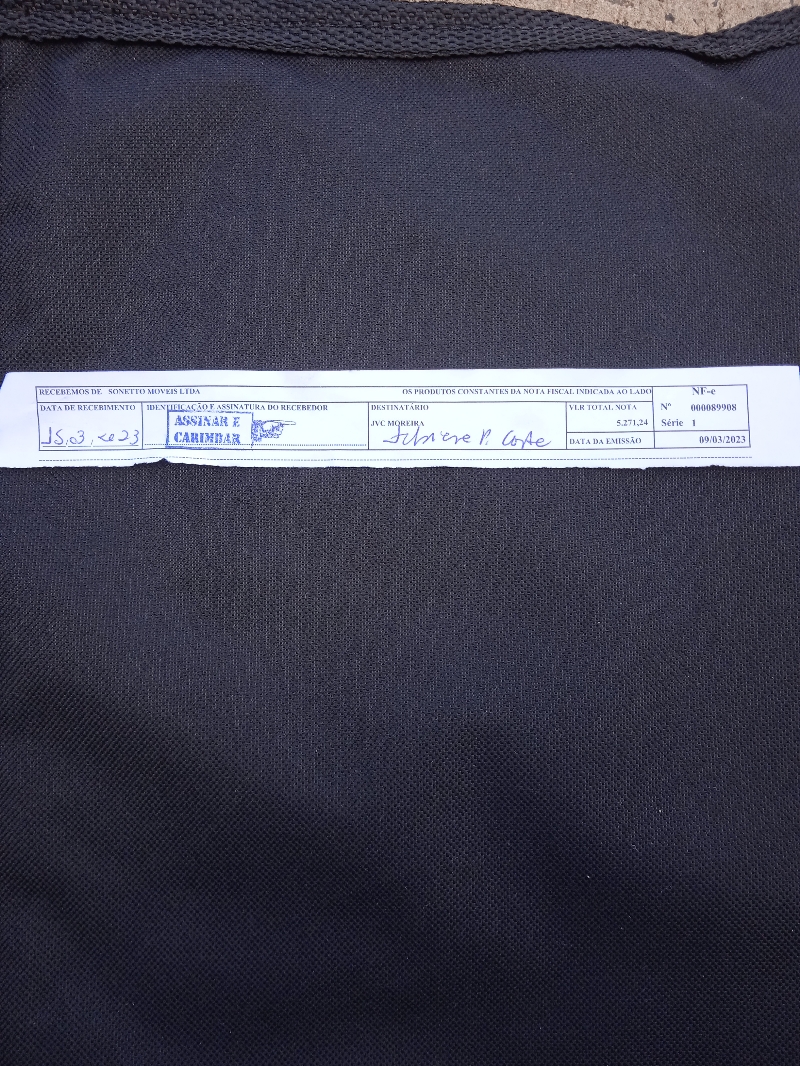 RECEBEMOS DE SONETTO MOVEIS LTDA OS PRODUTOS CONSTANTES DA NOTA FISCAL INDICADA AO LADO
NF-e
DATA DE RECEBIMENTO
15,03,2023
IDENTIFICAÇÃO E ASSINATURA DO RECEBEDOR
ASSINAR E
CARIMBAR
DESTINATÁRIO
JVC MOREIRA
P. Coste
VLR TOTAL NOTA
5.271,24
Nº 000089908
Série 1
DATA DA EMISSÃO 09/03/2023